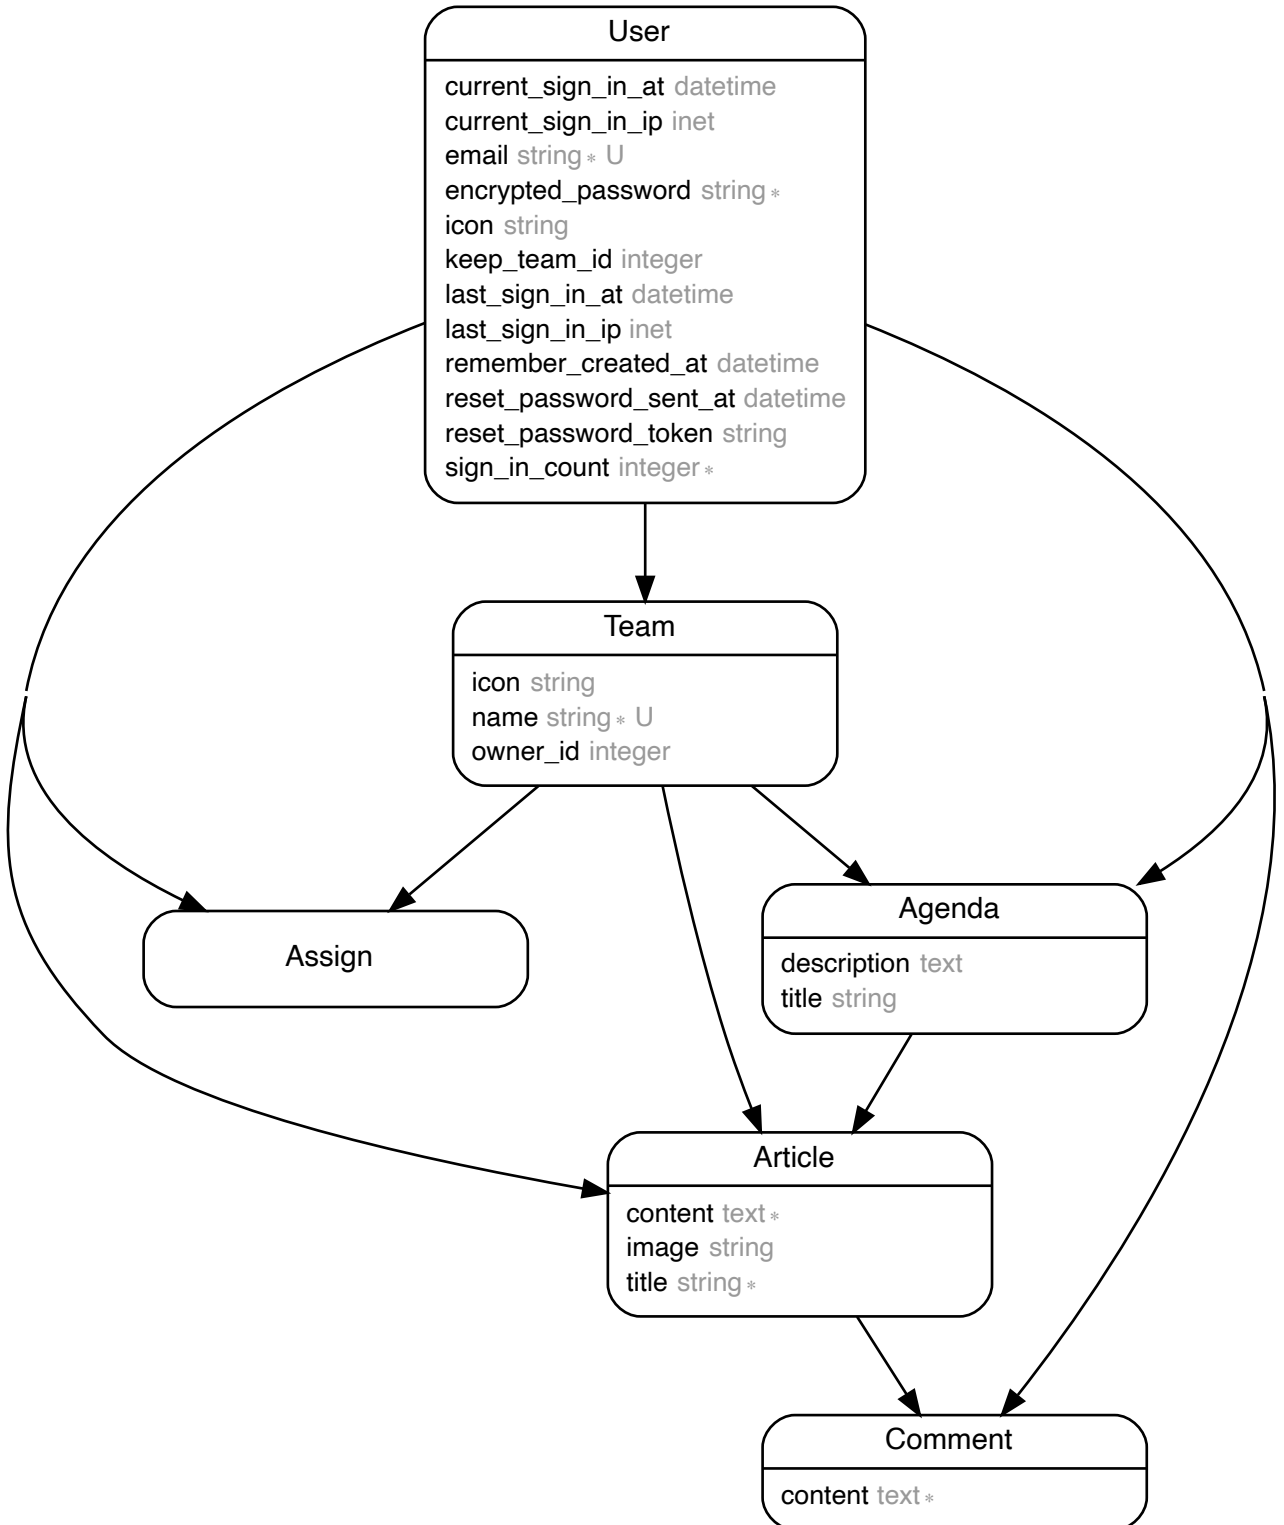 User
current_sign_in_at datetime
current_sign_in_ip inet
email string * U
encrypted_password string *
icon string
keep_team_id integer
last_sign_in_at datetime
last_sign_in_ip inet
remember_created_at datetime
reset_password_sent_at datetime
reset_password_token string
sign_in_count integer *
Team
icon string
name string * U
owner_id integer
Assign
Agenda
description text
title string
Article
content text *
image string
title string *
Comment
content text *